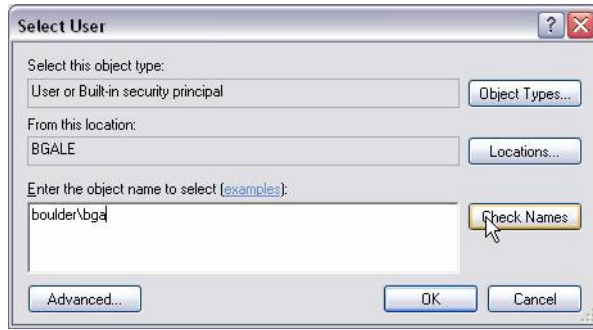 Select User
Select this object type:
User or Built-in security principal
Object Types...
From this location:
BGALE
Locations...
Enter the object name to select (examples):
boulder\bga
Check Names
Advanced...
OK
Cancel